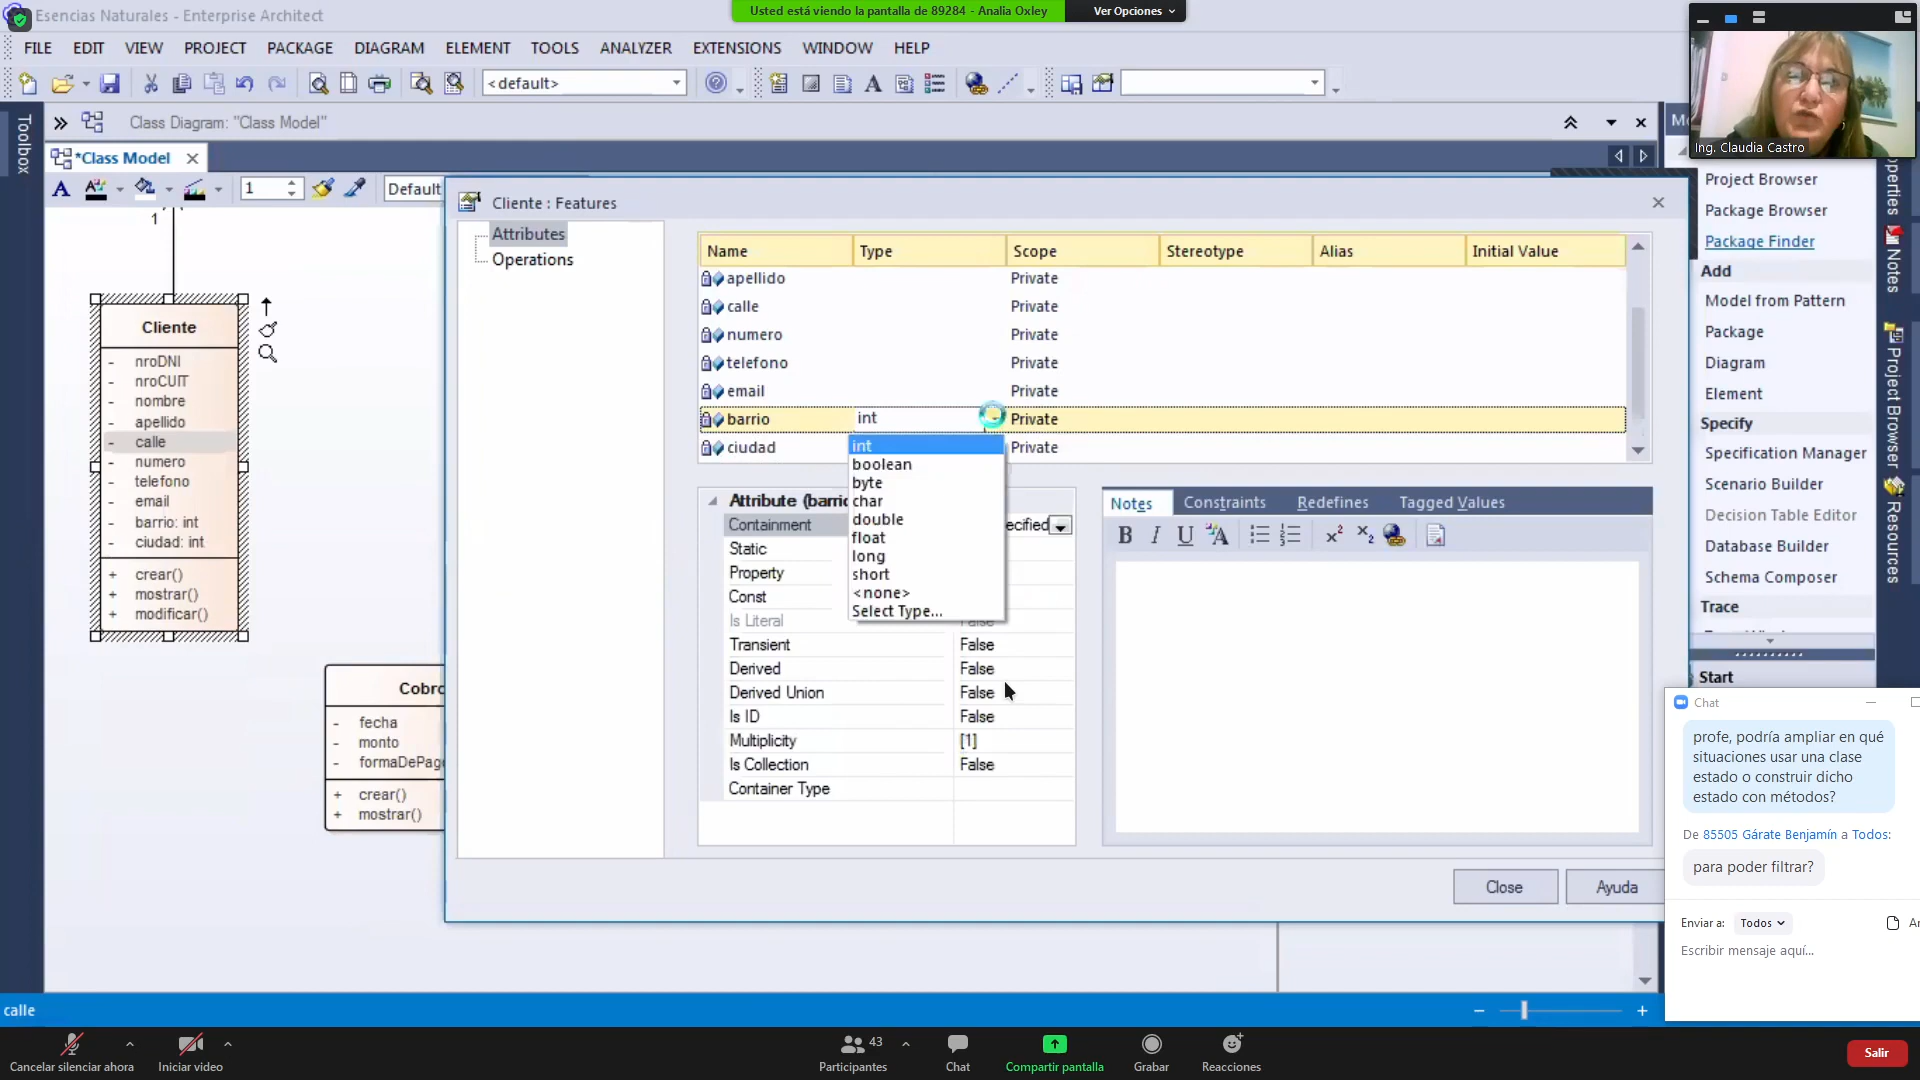 Esencias Naturales - Enterprise Architect
Usted está viendo la pantalla de 89284 - Analia Oxley
Ver Opciones
FILE EDIT VIEW PROJECT PACKAGE DIAGRAM ELEMENT TOOLS ANALYZER EXTENSIONS WINDOW HELP
<default>
Toolbox
Class Diagram: "Class Model"
*Class Model
1
Default
1
Cliente
- nroDNI
- nroCUIT
- nombre
- apellido
- calle
- numero
- telefono
- email
- barrio: int
- ciudad: int
+ crear()
+ mostrar()
+ modificar()
- fecha
- monto
+ crear()
+ mostrar()
Cliente : Features
Attributes
Operations
Name Type Scope Stereotype Alias Initial Value
apellido Private
calle Private
numero Private
telefono Private
email Private
barrio int Private
ciudad Private
int
boolean
byte
char
double
float
long
short
<none>
Select Type...
Attribute
Containment
Static
Property
Const
Is Literal False
Transient False
Derived False
Derived Union False
Is ID False
Multiplicity [1]
Is Collection False
Container Type
Notes Constraints Redefines Tagged Values
B I U A
Close Ayuda
Ing. Claudia Castro
Project Browser
Package Browser
Package Finder
Add
Model from Pattern
Package
Diagram
Element
Specify
Specification Manager
Scenario Builder
Decision Table Editor
Database Builder
Schema Composer
Trace
Start
Notes
Project Browser
Resources
Chat
profe, podría ampliar en qué
situaciones usar una clase
estado o construir dicho
estado con métodos?
De 85505 Gárate Benjamín a Todos:
para poder filtrar?
Enviar a: Todos
Escribir mensaje aquí...
calle
Cancelar silenciar ahora
Iniciar video
Participantes
43
Chat
Compartir pantalla
Grabar
Reacciones
Salir